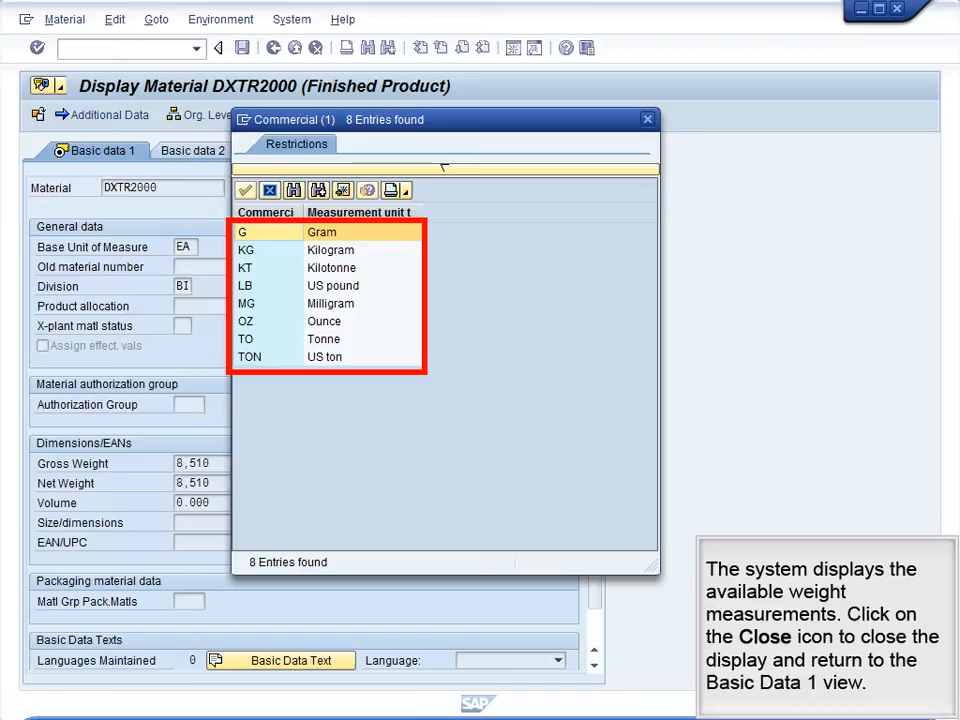 Material Edit Goto Environment System Help
Display Material DXTR2000 (Finished Product)
Additional Data Org. Leve
Commercial (1) 8 Entries found
Restrictions
Basic data 1 Basic data 2
Material DXTR2000
Commerci Measurement unit t
G Gram
KG Kilogram
KT Kilotonne
LB US pound
MG Milligram
OZ Ounce
TO Tonne
TON US ton
General data
Base Unit of Measure EA
Old material number
Division BI
Product allocation
X-plant matl status
Assign effect. vals
Material authorization group
Authorization Group
Dimensions/EANs
Gross Weight 8,510
Net Weight 8,510
Volume 0.000
Size/dimensions
EAN/UPC
8 Entries found
Packaging material data
Matl Grp Pack.Matls
Basic Data Texts
Languages Maintained 0 Basic Data Text Language:
The system displays the
available weight
measurements. Click on
the Close icon to close the
display and return to the
Basic Data 1 view.
SAP